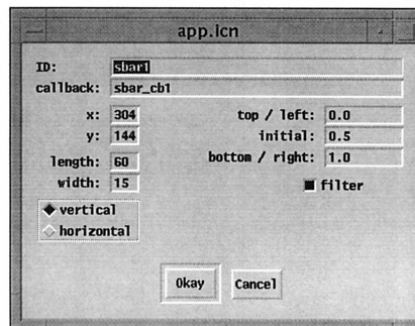 app.icn
ID: sbar1
callback: sbar_cb1
x: 304
y: 144
length: 60
width: 15
vertical
horizontal
top / left: 0.0
initial: 0.5
bottom / right: 1.0
filter
Okay
Cancel